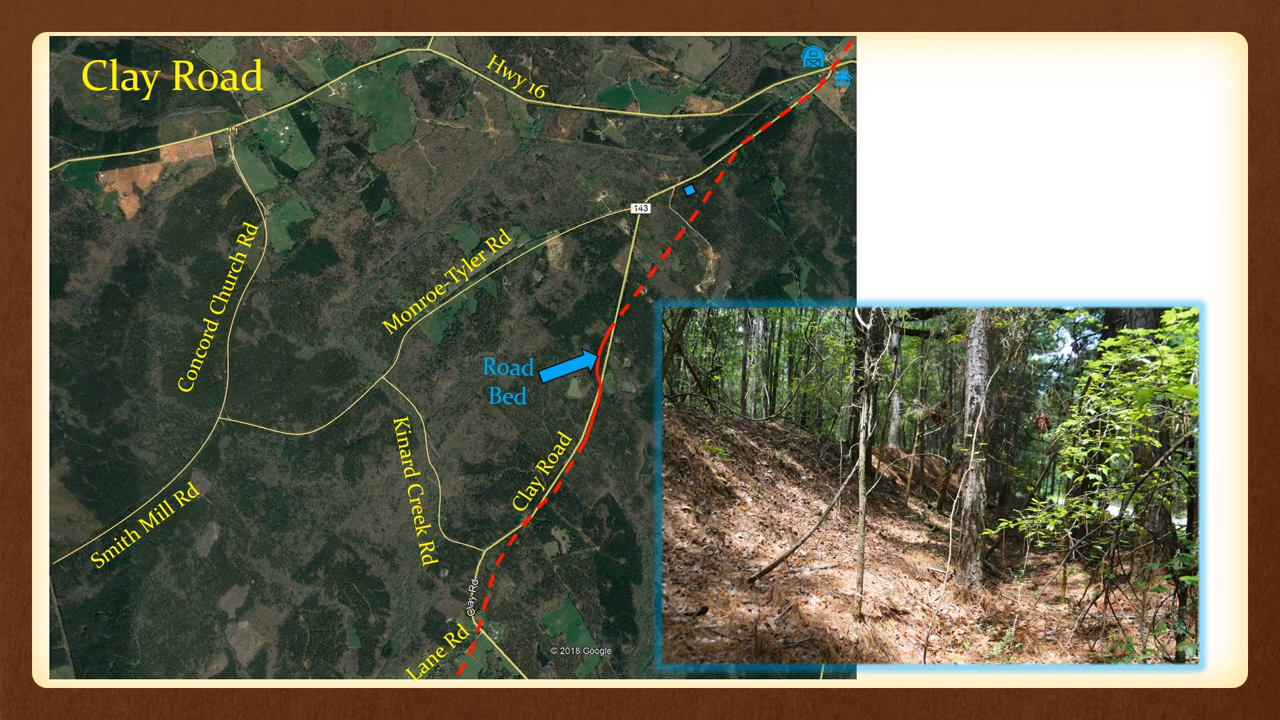 Clay Road
Hwy 16
143
Concord Church Rd
Monroe-Tyler Rd
Road
Bed
Kinard Creek Rd
Clay Road
Smith Mill Rd
Clay Rd
Lane Rd
© 2018 Google